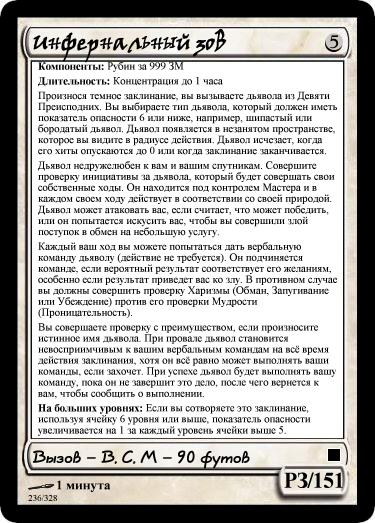 Инфернальный зов
5
Компоненты: Рубин за 999 ЗМ
Длительность: Концентрация до 1 часа
Произнося темное заклинание, вы вызываете дьявола из Девяти
Преисподних. Вы выбираете тип дьявола, который должен иметь
показатель опасности 6 или ниже, например, шипастый или
бородатый дьявол. Дьявол появляется в незанятом пространстве,
которое вы видите в радиусе действия. Дьявол исчезает, когда
его хиты опускаются до 0 или когда заклинание заканчивается.
Дьявол недружелюбен к вам и вашим спутникам. Совершите
проверку инициативы за дьявола, который будет совершать свои
собственные ходы. Он находится под контролем Мастера и в
каждом своем ходу действует в соответствии со своей природой.
Дьявол может атаковать вас, если считает, что может победить,
или он попытается искусить вас, чтобы вы совершили злой
поступок в обмен на небольшую услугу.
Каждый ваш ход вы можете попытаться дать вербальную
команду дьяволу (действие не требуется). Он подчиняется
команде, если вероятный результат соответствует его желаниям,
особенно если результат приведет вас ко злу. В противном случае
вы должны совершить проверку Харизмы (Обман, Запугивание
или Убеждение) против его проверки Мудрости
(Проницательность).
Вы совершаете проверку с преимуществом, если произносите
истинное имя дьявола. При провале дьявол становится
невосприимчивым к вашим вербальным командам на всё время
действия заклинания, хотя он всё равно может выполнять ваши
команды, если захочет. При успехе дьявол будет выполнять вашу
команду, пока он не завершит это дело, после чего вернется к
вам, чтобы сообщить о выполнении.
На больших уровнях: Если вы сотворяете это заклинание,
используя ячейку 6 уровня или выше, показатель опасности
увеличивается на 1 за каждый уровень ячейки выше 5.
Вызов – В, С, М – 90 футов
P3/151
1 минута
236/328